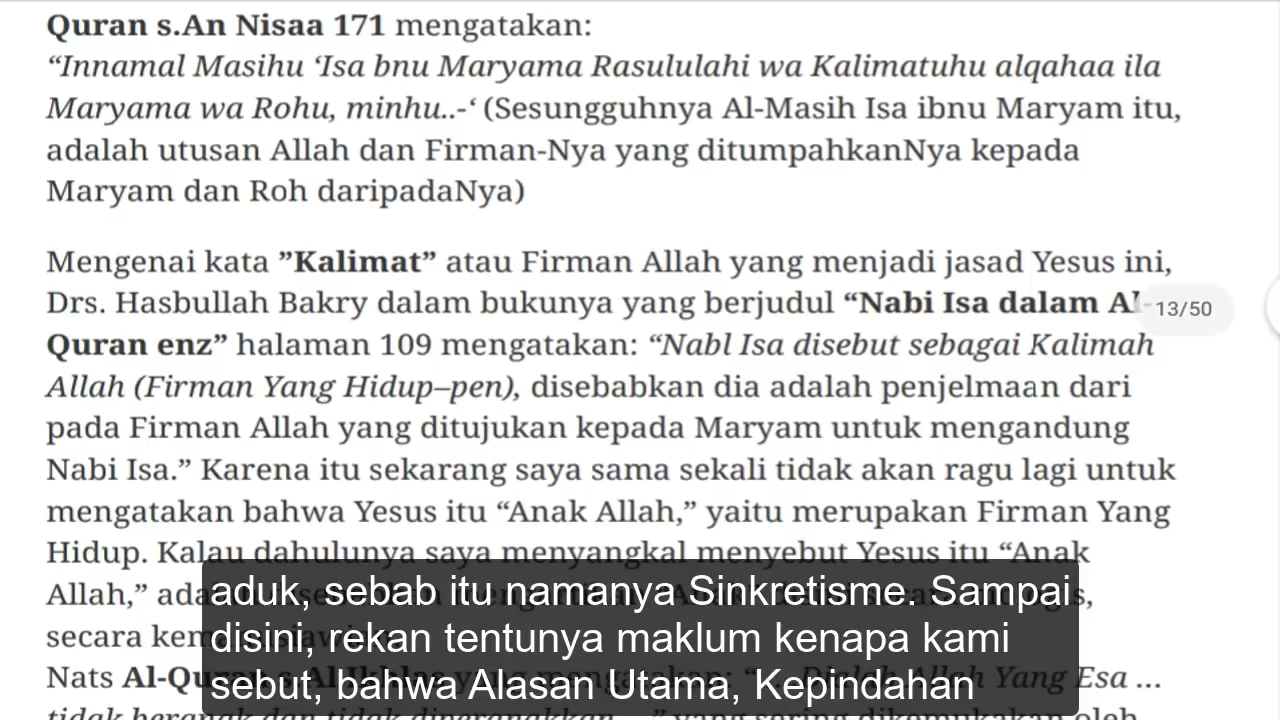 Quran s.An Nisaa 171 mengatakan:
“Innamal Masihu ‘Isa bnu Maryama Rasululahi wa Kalimatuhu alqahaa ila
Maryama wa Rohu, minhu..-‘ (Sesungguhnya Al-Masih Isa ibnu Maryam itu,
adalah utusan Allah dan Firman-Nya yang ditumpahkanNya kepada
Maryam dan Roh daripadaNya)
Mengenai kata ”Kalimat” atau Firman Allah yang menjadi jasad Yesus ini,
Drs. Hasbullah Bakry dalam bukunya yang berjudul “Nabi Isa dalam Al-
13/50
Quran enz” halaman 109 mengatakan: “Nabl Isa disebut sebagai Kalimah
Allah (Firman Yang Hidup–pen), disebabkan dia adalah penjelmaan dari
pada Firman Allah yang ditujukan kepada Maryam untuk mengandung
Nabi Isa.” Karena itu sekarang saya sama sekali tidak akan ragu lagi untuk
mengatakan bahwa Yesus itu “Anak Allah,” yaitu merupakan Firman Yang
Hidup. Kalau dahulunya saya menyangkal menyebut Yesus itu “Anak
Allah,”
secara
Nats Yang Esa ...
aduk, sebab itu namanya Sinkretisme. Sampai
disini, rekan tentunya maklum kenapa kami
sebut, bahwa Alasan Utama, Kepindahan